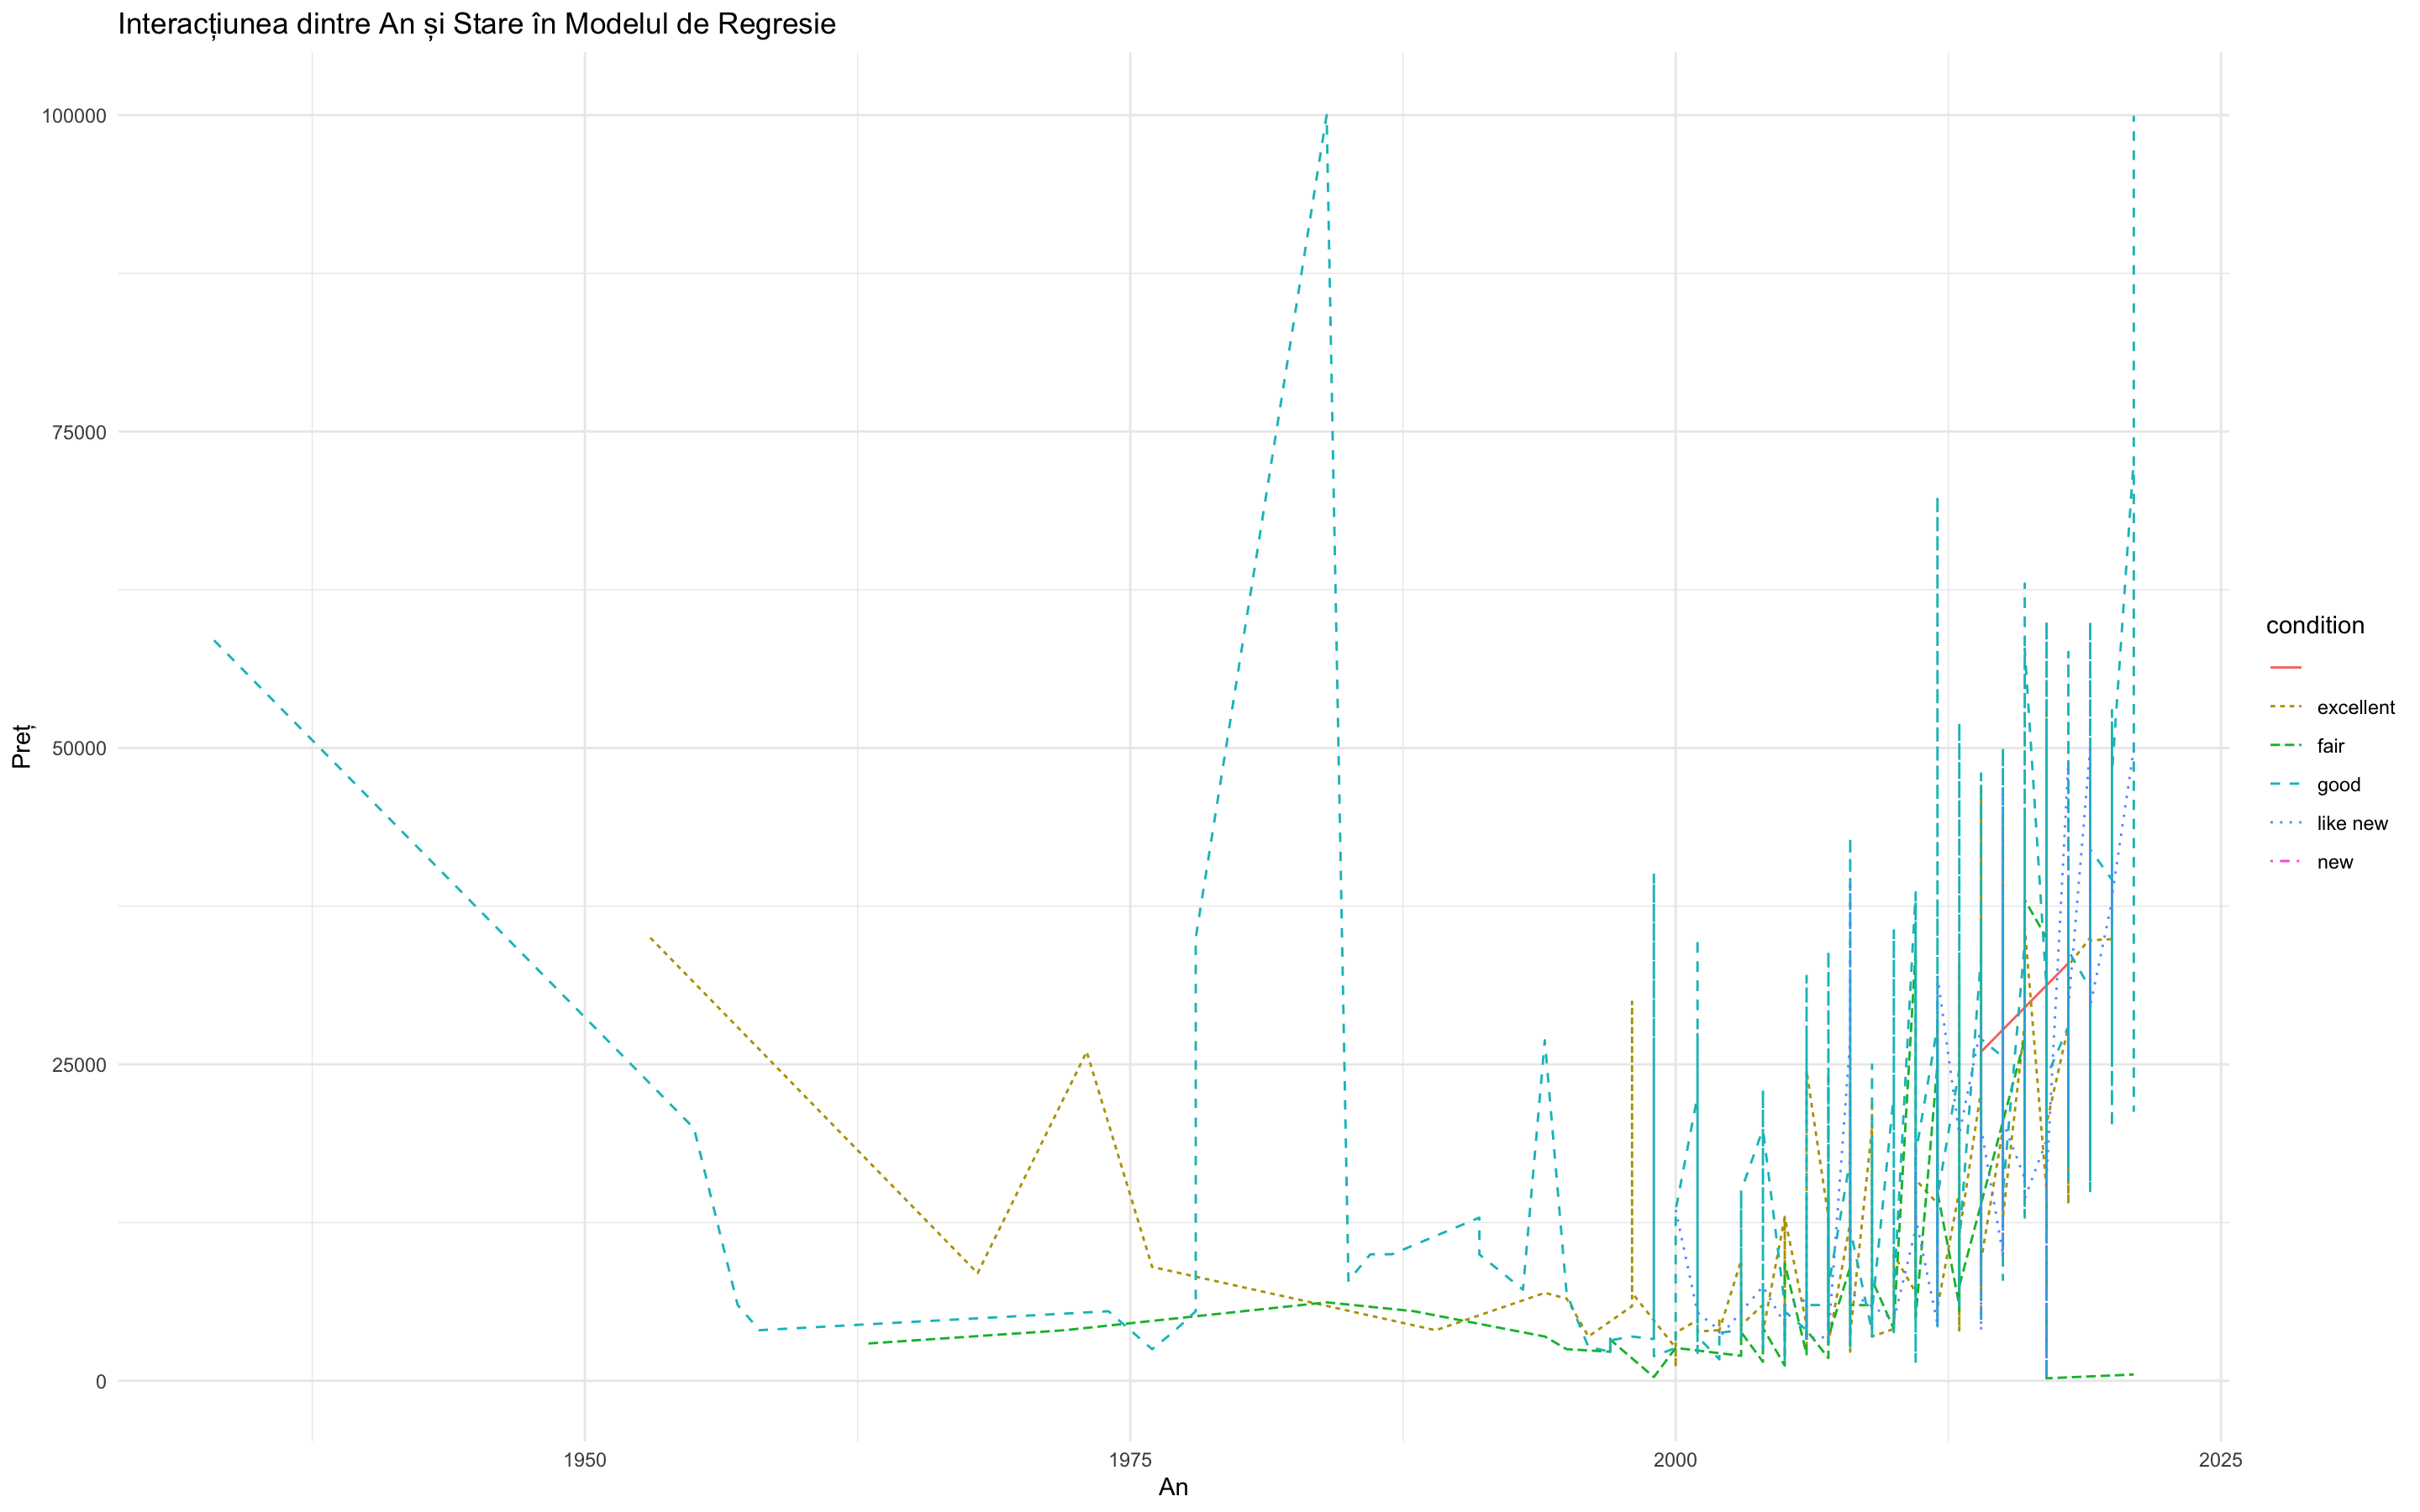 Interacțiunea dintre An și Stare în Modelul de Regresie
Preț
100000
75000
50000
25000
0
1950
1975
2000
2025
An
condition
excellent
fair
good
like new
new